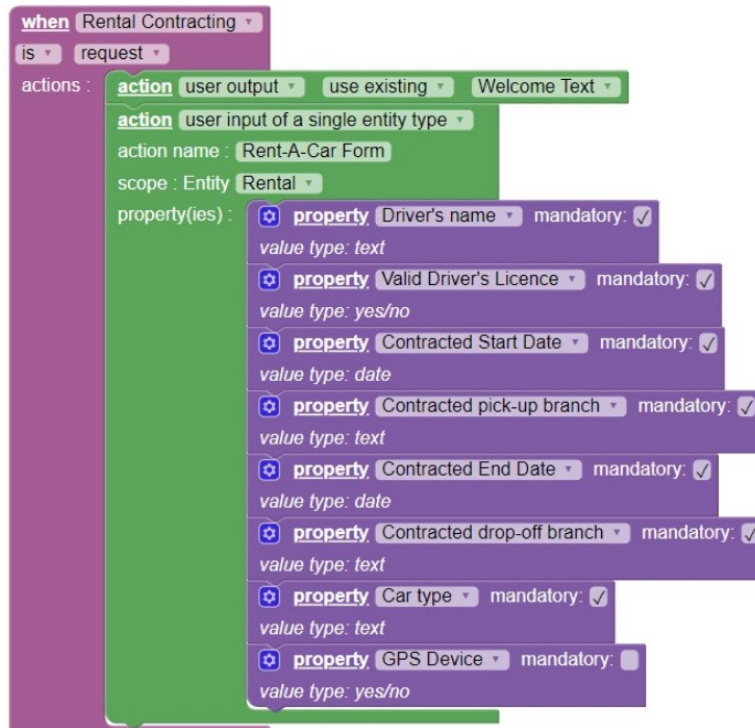 when Rental Contracting
is request
actions : action user output use existing Welcome Text
action user input of a single entity type
action name : Rent-A-Car Form
scope : Entity Rental
property(ies) : property Driver's name mandatory:
value type: text
property Valid Driver's Licence mandatory:
value type: yes/no
property Contracted Start Date mandatory:
value type: date
property Contracted pick-up branch mandatory:
value type: text
property Contracted End Date mandatory:
value type: date
property Contracted drop-off branch mandatory:
value type: text
property Car type mandatory:
value type: text
property GPS Device mandatory:
value type: yes/no